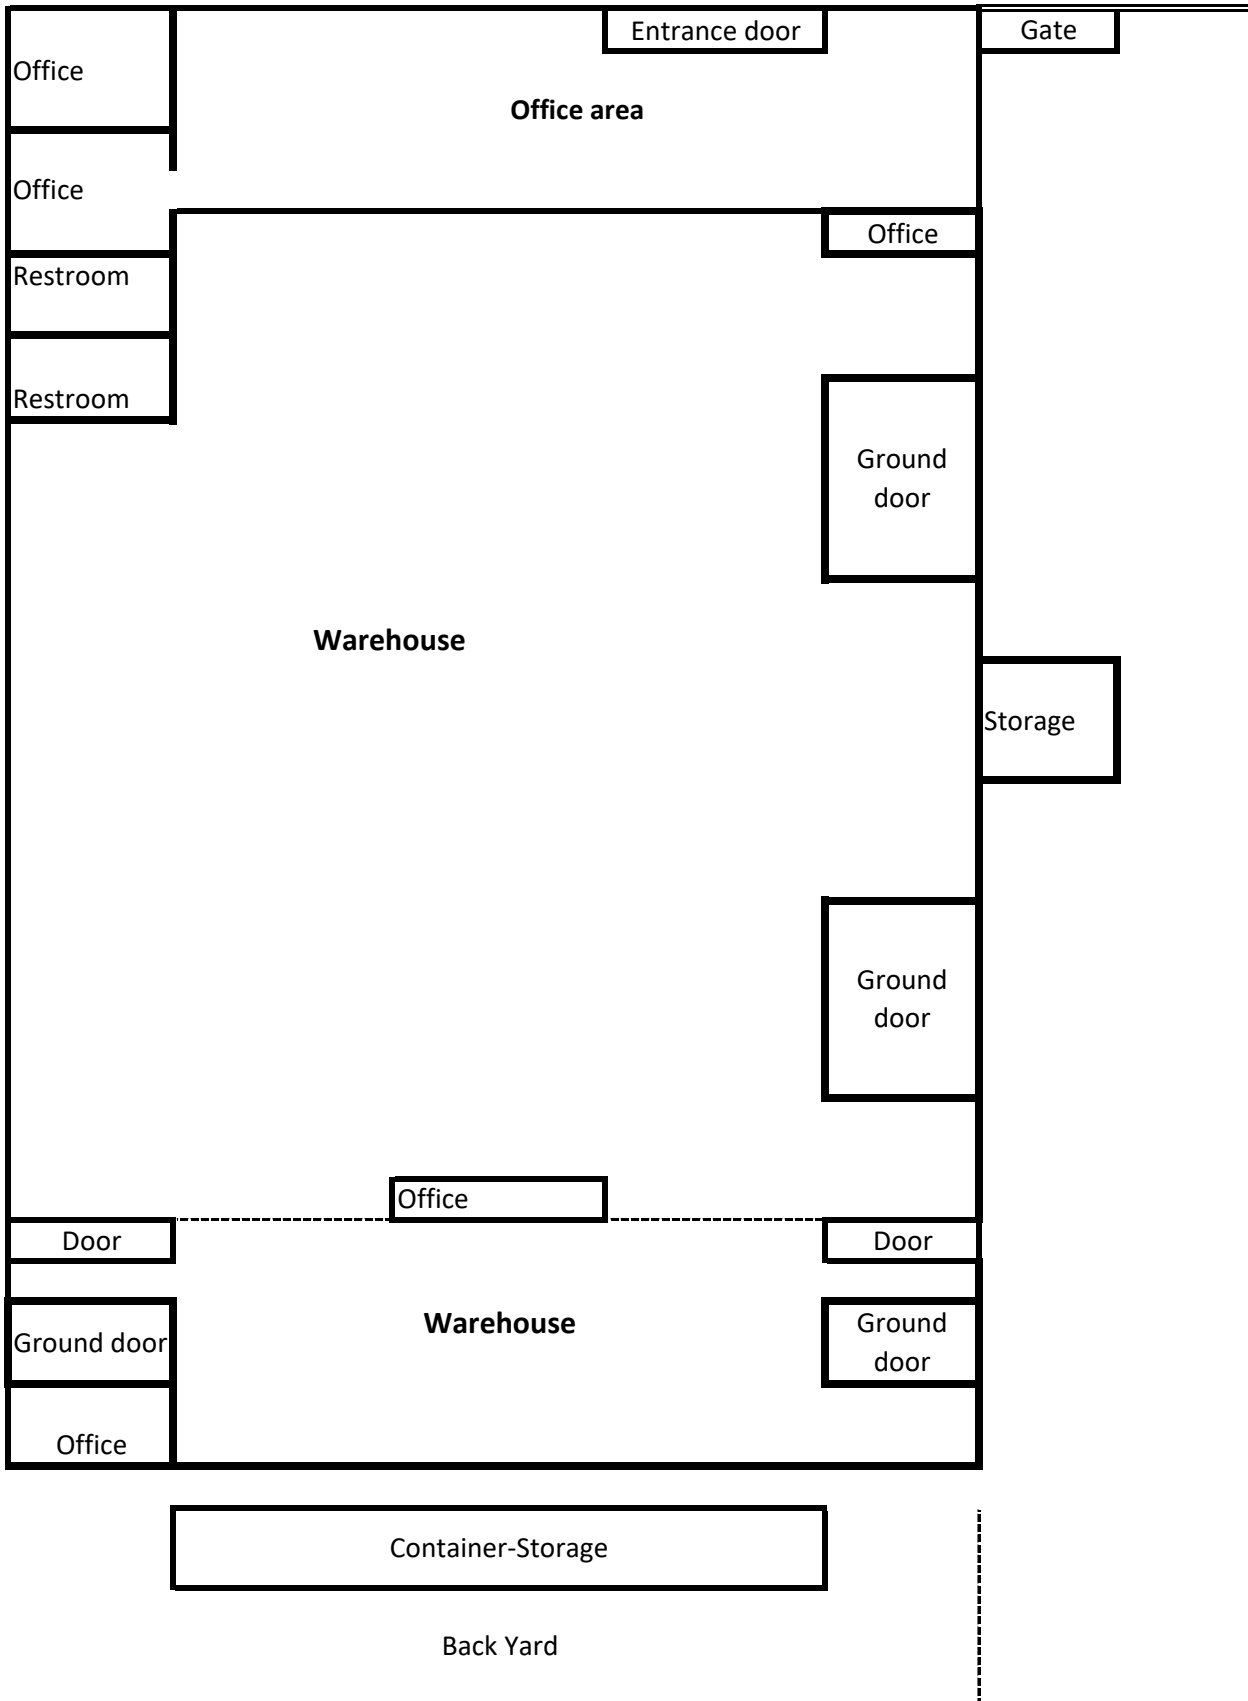 Entrance door
Gate
Office
Office area
Office
Office
Restroom
Restroom
Ground
door
Warehouse
Storage
Ground
door
Office
Door
Door
Warehouse
Ground
door
Ground door
Office
Container-Storage
Back Yard